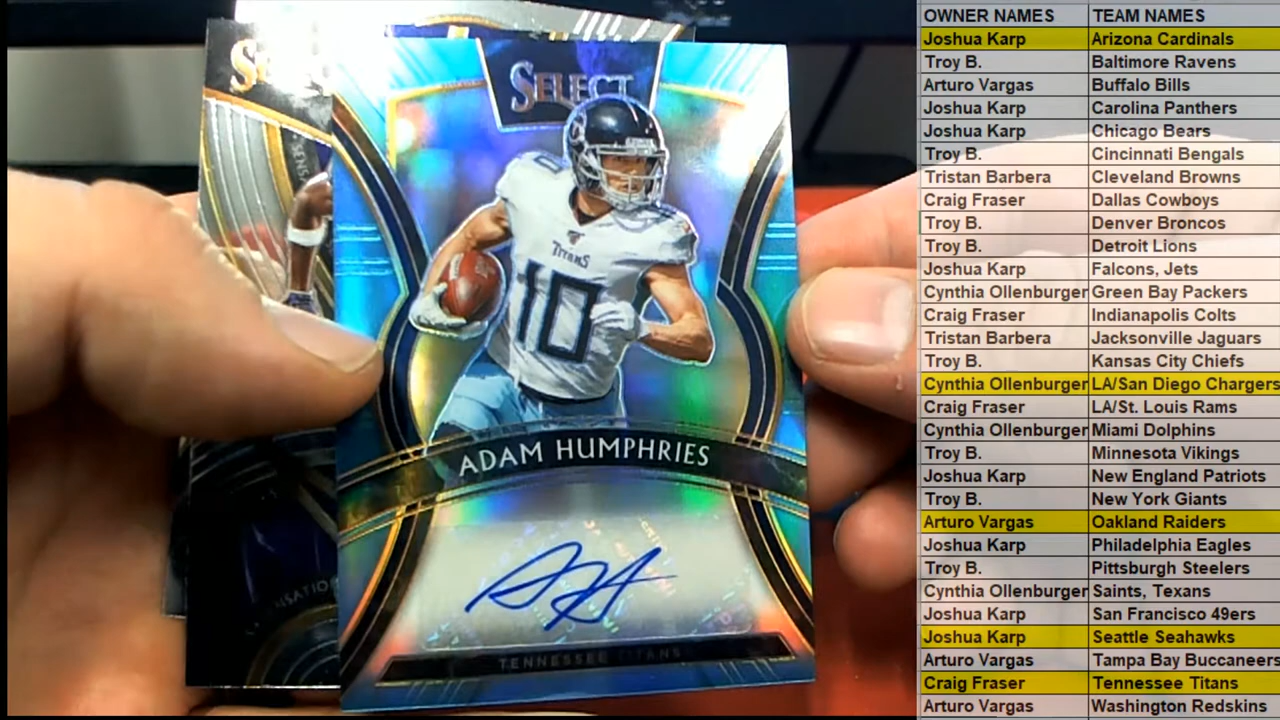 SELECT
10
TITANS
10
ADAM HUMPHRIES
TENNESSEE TITANS
OWNER NAMES TEAM NAMES
Joshua Karp Arizona Cardinals
Troy B. Baltimore Ravens
Arturo Vargas Buffalo Bills
Joshua Karp Carolina Panthers
Joshua Karp Chicago Bears
Troy B. Cincinnati Bengals
Tristan Barbera Cleveland Browns
Craig Fraser Dallas Cowboys
Troy B. Denver Broncos
Troy B. Detroit Lions
Joshua Karp Falcons, Jets
Cynthia Ollenburger Green Bay Packers
Craig Fraser Indianapolis Colts
Tristan Barbera Jacksonville Jaguars
Troy B. Kansas City Chiefs
Cynthia Ollenburger LA/San Diego Chargers
Craig Fraser LA/St. Louis Rams
Cynthia Ollenburger Miami Dolphins
Troy B. Minnesota Vikings
Joshua Karp New England Patriots
Troy B. New York Giants
Arturo Vargas Oakland Raiders
Joshua Karp Philadelphia Eagles
Troy B. Pittsburgh Steelers
Cynthia Ollenburger Saints, Texans
Joshua Karp San Francisco 49ers
Joshua Karp Seattle Seahawks
Arturo Vargas Tampa Bay Buccaneers
Craig Fraser Tennessee Titans
Arturo Vargas Washington Redskins